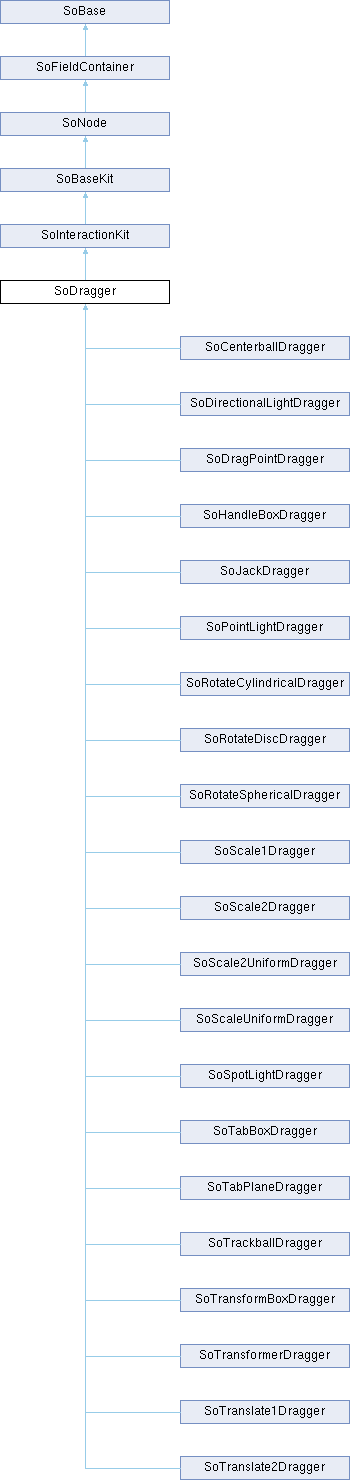 SoBase
SoFieldContainer
SoNode
SoBaseKit
SoInteractionKit
SoDragger
SoCenterballDragger
SoDirectionalLightDragger
SoDragPointDragger
SoHandleBoxDragger
SoJackDragger
SoPointLightDragger
SoRotateCylindricalDragger
SoRotateDiscDragger
SoRotateSphericalDragger
SoScale1Dragger
SoScale2Dragger
SoScale2UniformDragger
SoScaleUniformDragger
SoSpotLightDragger
SoTabBoxDragger
SoTabPlaneDragger
SoTrackballDragger
SoTransformBoxDragger
SoTransformerDragger
SoTranslate1Dragger
SoTranslate2Dragger